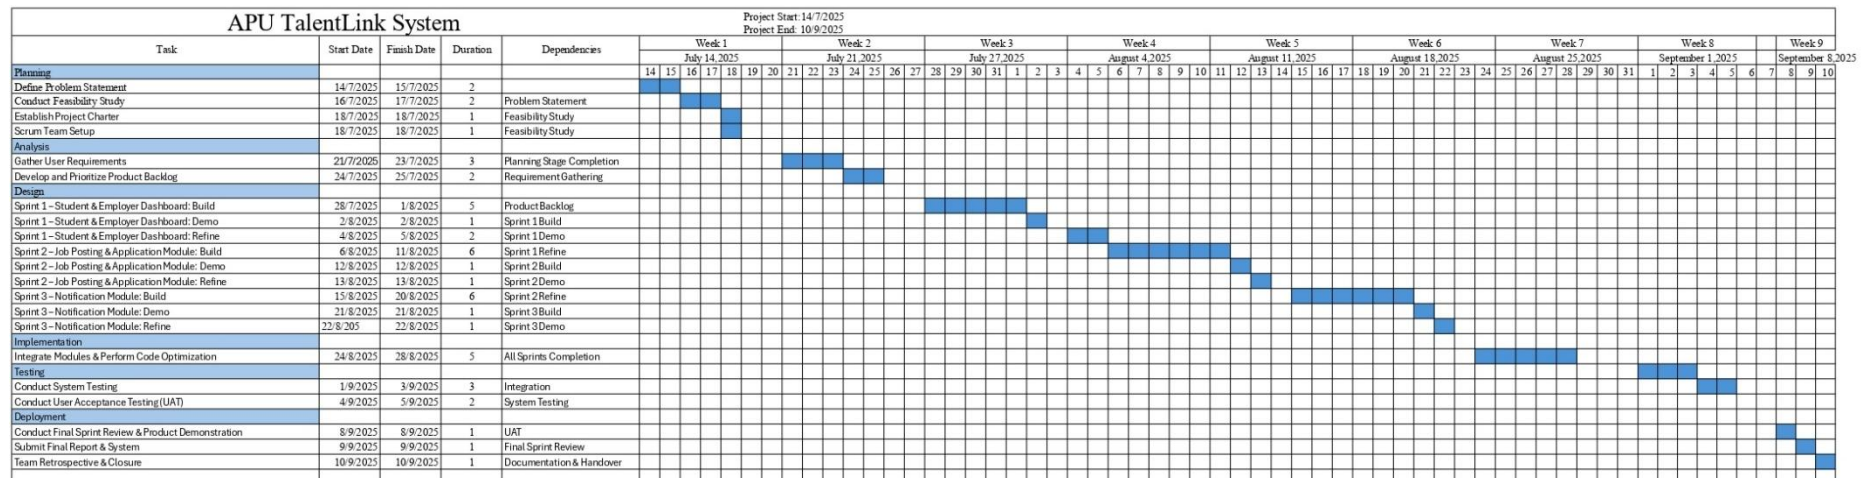 APU TalentLink System
Project Start:14/7/2025
Project End: 10/9/2025
Task Start Date Finish Date Duration Dependencies Week 1 Week 2 Week 3 Week 4 Week 5 Week 6 Week 7 Week 8 Week 9
July 14,2025 July 21,2025 July 27,2025 August 4,2025 August 11,2025 August 18,2025 August 25,2025 September 1,2025 September 8,2025
Planning 14 15 16 17 18 19 20 21 22 23 24 25 26 27 28 29 30 31 1 2 3 4 5 6 7 8 9 10 11 12 13 14 15 16 17 18 19 20 21 22 23 24 25 26 27 28 29 30 31 1 2 3 4 5 6 7 8 9 10
Define Problem Statement 14/7/2025 15/7/2025 2
Conduct Feasibility Study 16/7/2025 17/7/2025 2 Problem Statement
Establish Project Charter 18/7/2025 18/7/2025 1 Feasibility Study
Scrum Team Setup 18/7/2025 18/7/2025 1 Feasibility Study
Analysis
Gather User Requirements 21/7/2025 23/7/2025 3 Planning Stage Completion
Develop and Prioritize Product Backlog 24/7/2025 25/7/2025 2 Requirement Gathering
Design
Sprint 1 – Student & Employer Dashboard: Build 28/7/2025 1/8/2025 5 Product Backlog
Sprint 1 – Student & Employer Dashboard: Demo 2/8/2025 2/8/2025 1 Sprint 1 Build
Sprint 1 – Student & Employer Dashboard: Refine 4/8/2025 5/8/2025 2 Sprint 1 Demo
Sprint 2 – Job Posting & Application Module: Build 6/8/2025 11/8/2025 6 Sprint 1 Refine
Sprint 2 – Job Posting & Application Module: Demo 12/8/2025 12/8/2025 1 Sprint 2 Build
Sprint 2 – Job Posting & Application Module: Refine 13/8/2025 13/8/2025 1 Sprint 2 Demo
Sprint 3 – Notification Module: Build 15/8/2025 20/8/2025 6 Sprint 2 Refine
Sprint 3 – Notification Module: Demo 21/8/2025 21/8/2025 1 Sprint 3 Build
Sprint 3 – Notification Module: Refine 22/8/205 22/8/2025 1 Sprint 3 Demo
Implementation
Integrate Modules & Perform Code Optimization 24/8/2025 28/8/2025 5 All Sprints Completion
Testing
Conduct System Testing 1/9/2025 3/9/2025 3 Integration
Conduct User Acceptance Testing (UAT) 4/9/2025 5/9/2025 2 System Testing
Deployment
Conduct Final Sprint Review & Product Demonstration 8/9/2025 8/9/2025 1 UAT
Submit Final Report & System 9/9/2025 9/9/2025 1 Final Sprint Review
Team Retrospective & Closure 10/9/2025 10/9/2025 1 Documentation & Handover